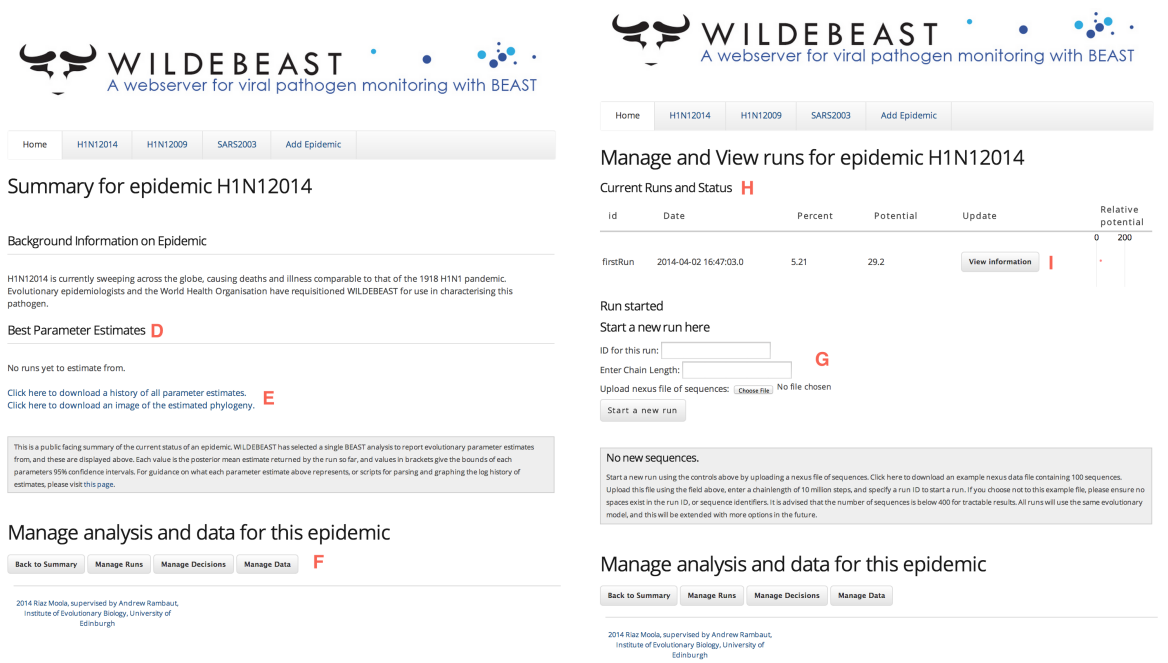 WILDEBEAST
A webserver for viral pathogen monitoring with BEAST
Home H1N12014 H1N12009 SARS2003 Add Epidemic
Summary for epidemic H1N12014
Background Information on Epidemic
H1N12014 is currently sweeping across the globe, causing deaths and illness comparable to that of the 1918 H1N1 pandemic.
Evolutionary epidemiologists and the World Health Organisation have requisitioned WILDEBEAST for use in characterising this
pathogen.
Best Parameter Estimates D
No runs yet to estimate from.
Click here to download a history of all parameter estimates.
Click here to download an image of the estimated phylogeny.
E
This is a public facing summary of the current status of an epidemic, WILDEBEAST has selected a single BEAST analysis to report evolutionary parameter estimates
from, and these are displayed above. Each value is the posterior mean estimate returned by the run so far, and values in brackets give the bounds of each
parameters 95% confidence intervals. For guidance on what each parameter estimate above represents, or scripts for parsing and graphing the log history of
estimates, please visit this page.
Manage analysis and data for this epidemic
Back to Summary Manage Runs Manage Decisions Manage Data F
2014 Riaz Moola, supervised by Andrew Rambaut,
Institute of Evolutionary Biology, University of
Edinburgh
WILDEBEAST
A webserver for viral pathogen monitoring with BEAST
Home H1N12014 H1N12009 SARS2003 Add Epidemic
Manage and View runs for epidemic H1N12014
Current Runs and Status H
id Date Percent Potential Update Relative
potential
0 200
firstRun 2014-04-02 16:47:03.0 5.21 29.2 View information I
Run started
Start a new run here
ID for this run:
G
Enter Chain Length:
Upload nexus file of sequences: Choose File No file chosen
Start a new run
No new sequences.
Start a new run using the controls above by uploading a nexus file of sequences. Click here to download an example nexus data file containing 100 sequences.
Upload this file using the field above, enter a chainlength of 10 million steps, and specify a run ID to start a run. If you choose not to this example file, please ensure no
spaces exist in the run ID, or sequence identifiers. It is advised that the number of sequences is below 400 for tractable results. All runs will use the same evolutionary
model, and this will be extended with more options in the future.
Manage analysis and data for this epidemic
Back to Summary Manage Runs Manage Decisions Manage Data
2014 Riaz Moola, supervised by Andrew Rambaut,
Institute of Evolutionary Biology, University of
Edinburgh